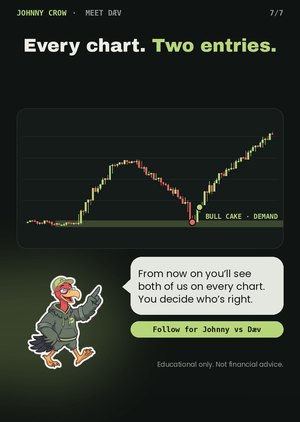 JOHNNY CROW · MEET DÆV
7/7
Every chart. Two entries.
BULL CAKE · DEMAND
From now on you'll see
both of us on every chart.
You decide who's right.
Follow for Johnny vs Dæv
Educational only. Not financial advice.